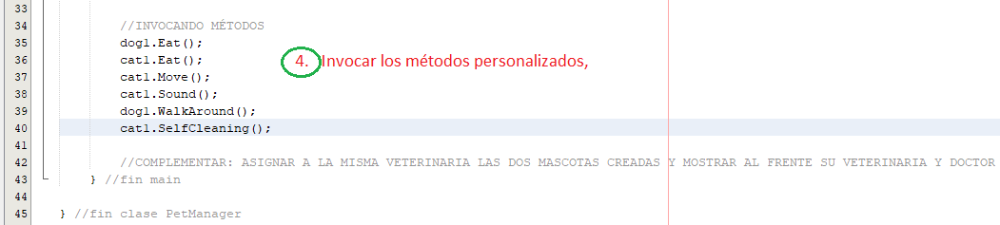 33
34 //INVOCANDO MÉTODOS
35 dog1.Eat();
36 cat1.Eat(); 4. Invocar los métodos personalizados,
37 cat1.Move();
38 cat1.Sound();
39 dog1.WalkAround();
40 cat1.SelfCleaning();
41
42 //COMPLEMENTAR: ASIGNAR A LA MISMA VETERINARIA LAS DOS MASCOTAS CREADAS Y MOSTRAR AL FRENTE SU VETERINARIA Y DOCTOR
43 } //fin main
44
45 } //fin clase PetManager